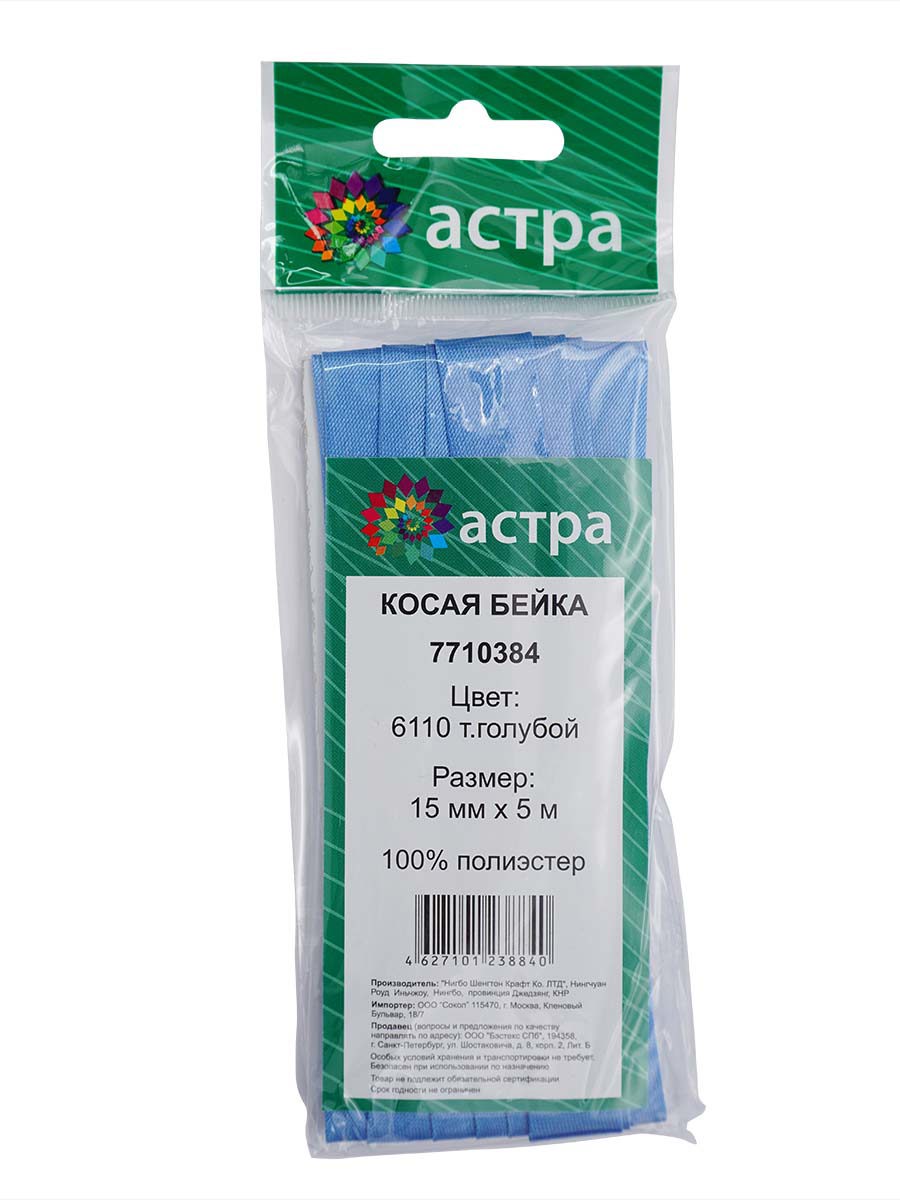 астра
астра
КОСАЯ БЕЙКА
7710384
Цвет:
6110 т.голубой
Размер:
15 мм х 5 м
100% полиэстер
4 627101 238840
Производитель: "Нигбо Шенгтон Крафт Ко. ЛТД", Нингчуан
Роуд Иньчжоу, Нингбо, провинция Джедзянг, КНР
Импортер: ООО "Сокол" 115470, г. Москва, Кленовый
Бульвар, 18/7
Продавец (вопросы и предложения по качеству
направлять по адресу): ООО "Бэстекс СПб", 194358,
г. Санкт-Петербург, ул. Шостаковича, д. 8, корп. 2, Лит. Б
Особых условий хранения и транспортировки не требует.
Безопасен при использовании по назначению
Товар не подлежит обязательной сертификации
Срок годности не ограничен